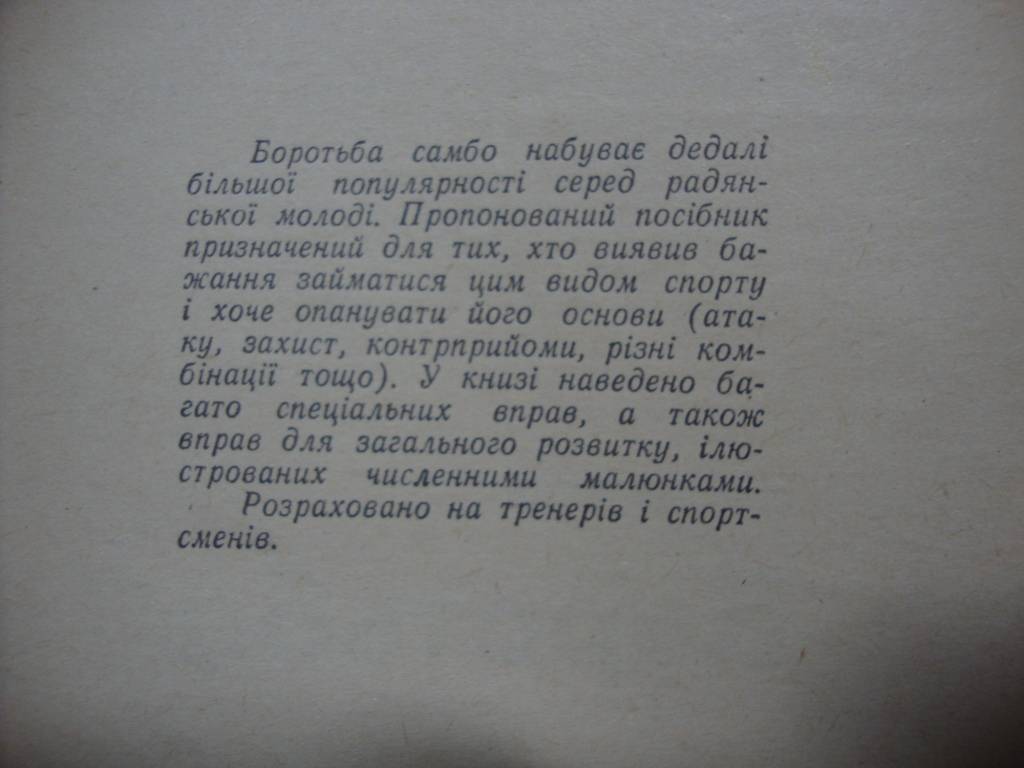 Боротьба самбо набуває дедалі
більшої популярності серед радян-
ської молоді. Пропонований посібник
призначений для тих, хто виявив ба-
жання займатися цим видом спорту
і хоче опанувати його основи (ата-
ку, захист, контрприйоми, різні ком-
бінації тощо). У книзі наведено ба-
гато спеціальних вправ, а також
вправ для загального розвитку, ілю-
строваних численними малюнками.
Розраховано на тренерів і спорт-
сменів.